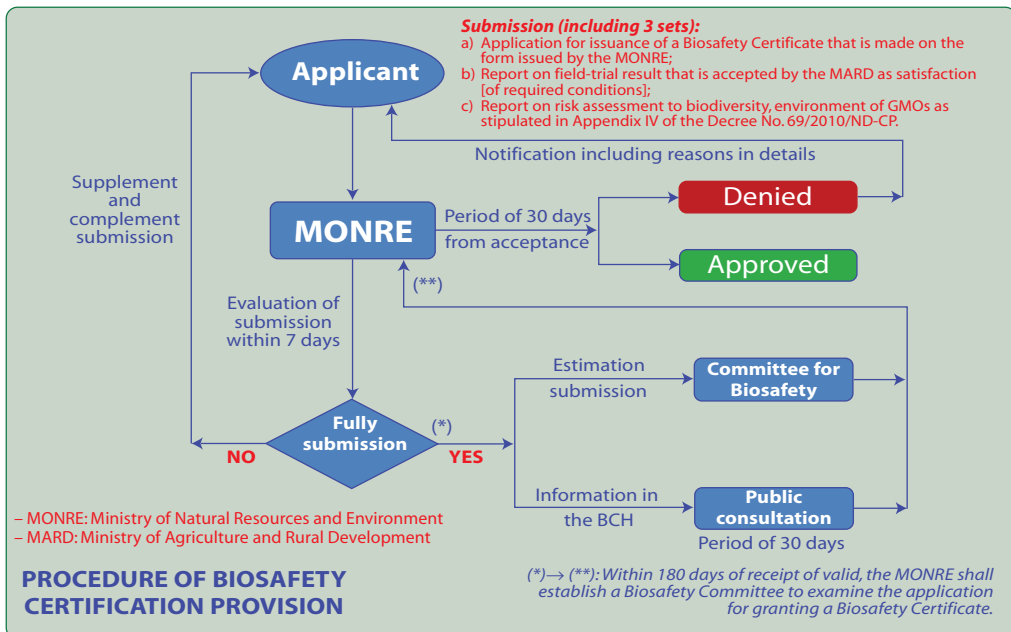 Submission (including 3 sets):
a) Application for issuance of a Biosafety Certificate that is made on the
form issued by the MONRE;
b) Report on field-trial result that is accepted by the MARD as satisfaction
[of required conditions];
c) Report on risk assessment to biodiversity, environment of GMOs as
stipulated in Appendix IV of the Decree No. 69/2010/ND-CP.
Applicant
Notification including reasons in details
Supplement
and
complement
submission
Denied
MONRE
Period of 30 days
from acceptance
Approved
(**)
Evaluation of
submission
within 7 days
Estimation
submission
Committee for
Biosafety
Fully
submission
(*)
NO
YES
Information in
the BCH
Public
consultation
Period of 30 days
– MONRE: Ministry of Natural Resources and Environment
– MARD: Ministry of Agriculture and Rural Development
PROCEDURE OF BIOSAFETY
CERTIFICATION PROVISION
(*)→ (**): Within 180 days of receipt of valid, the MONRE shall
establish a Biosafety Committee to examine the application
for granting a Biosafety Certificate.